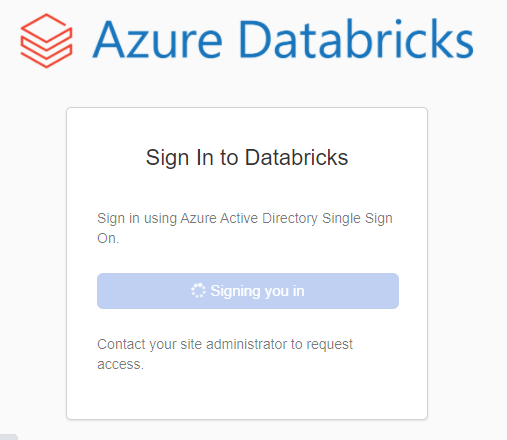 Azure Databricks
Sign In to Databricks
Sign in using Azure Active Directory Single Sign
On.
Signing you in
Contact your site administrator to request
access.